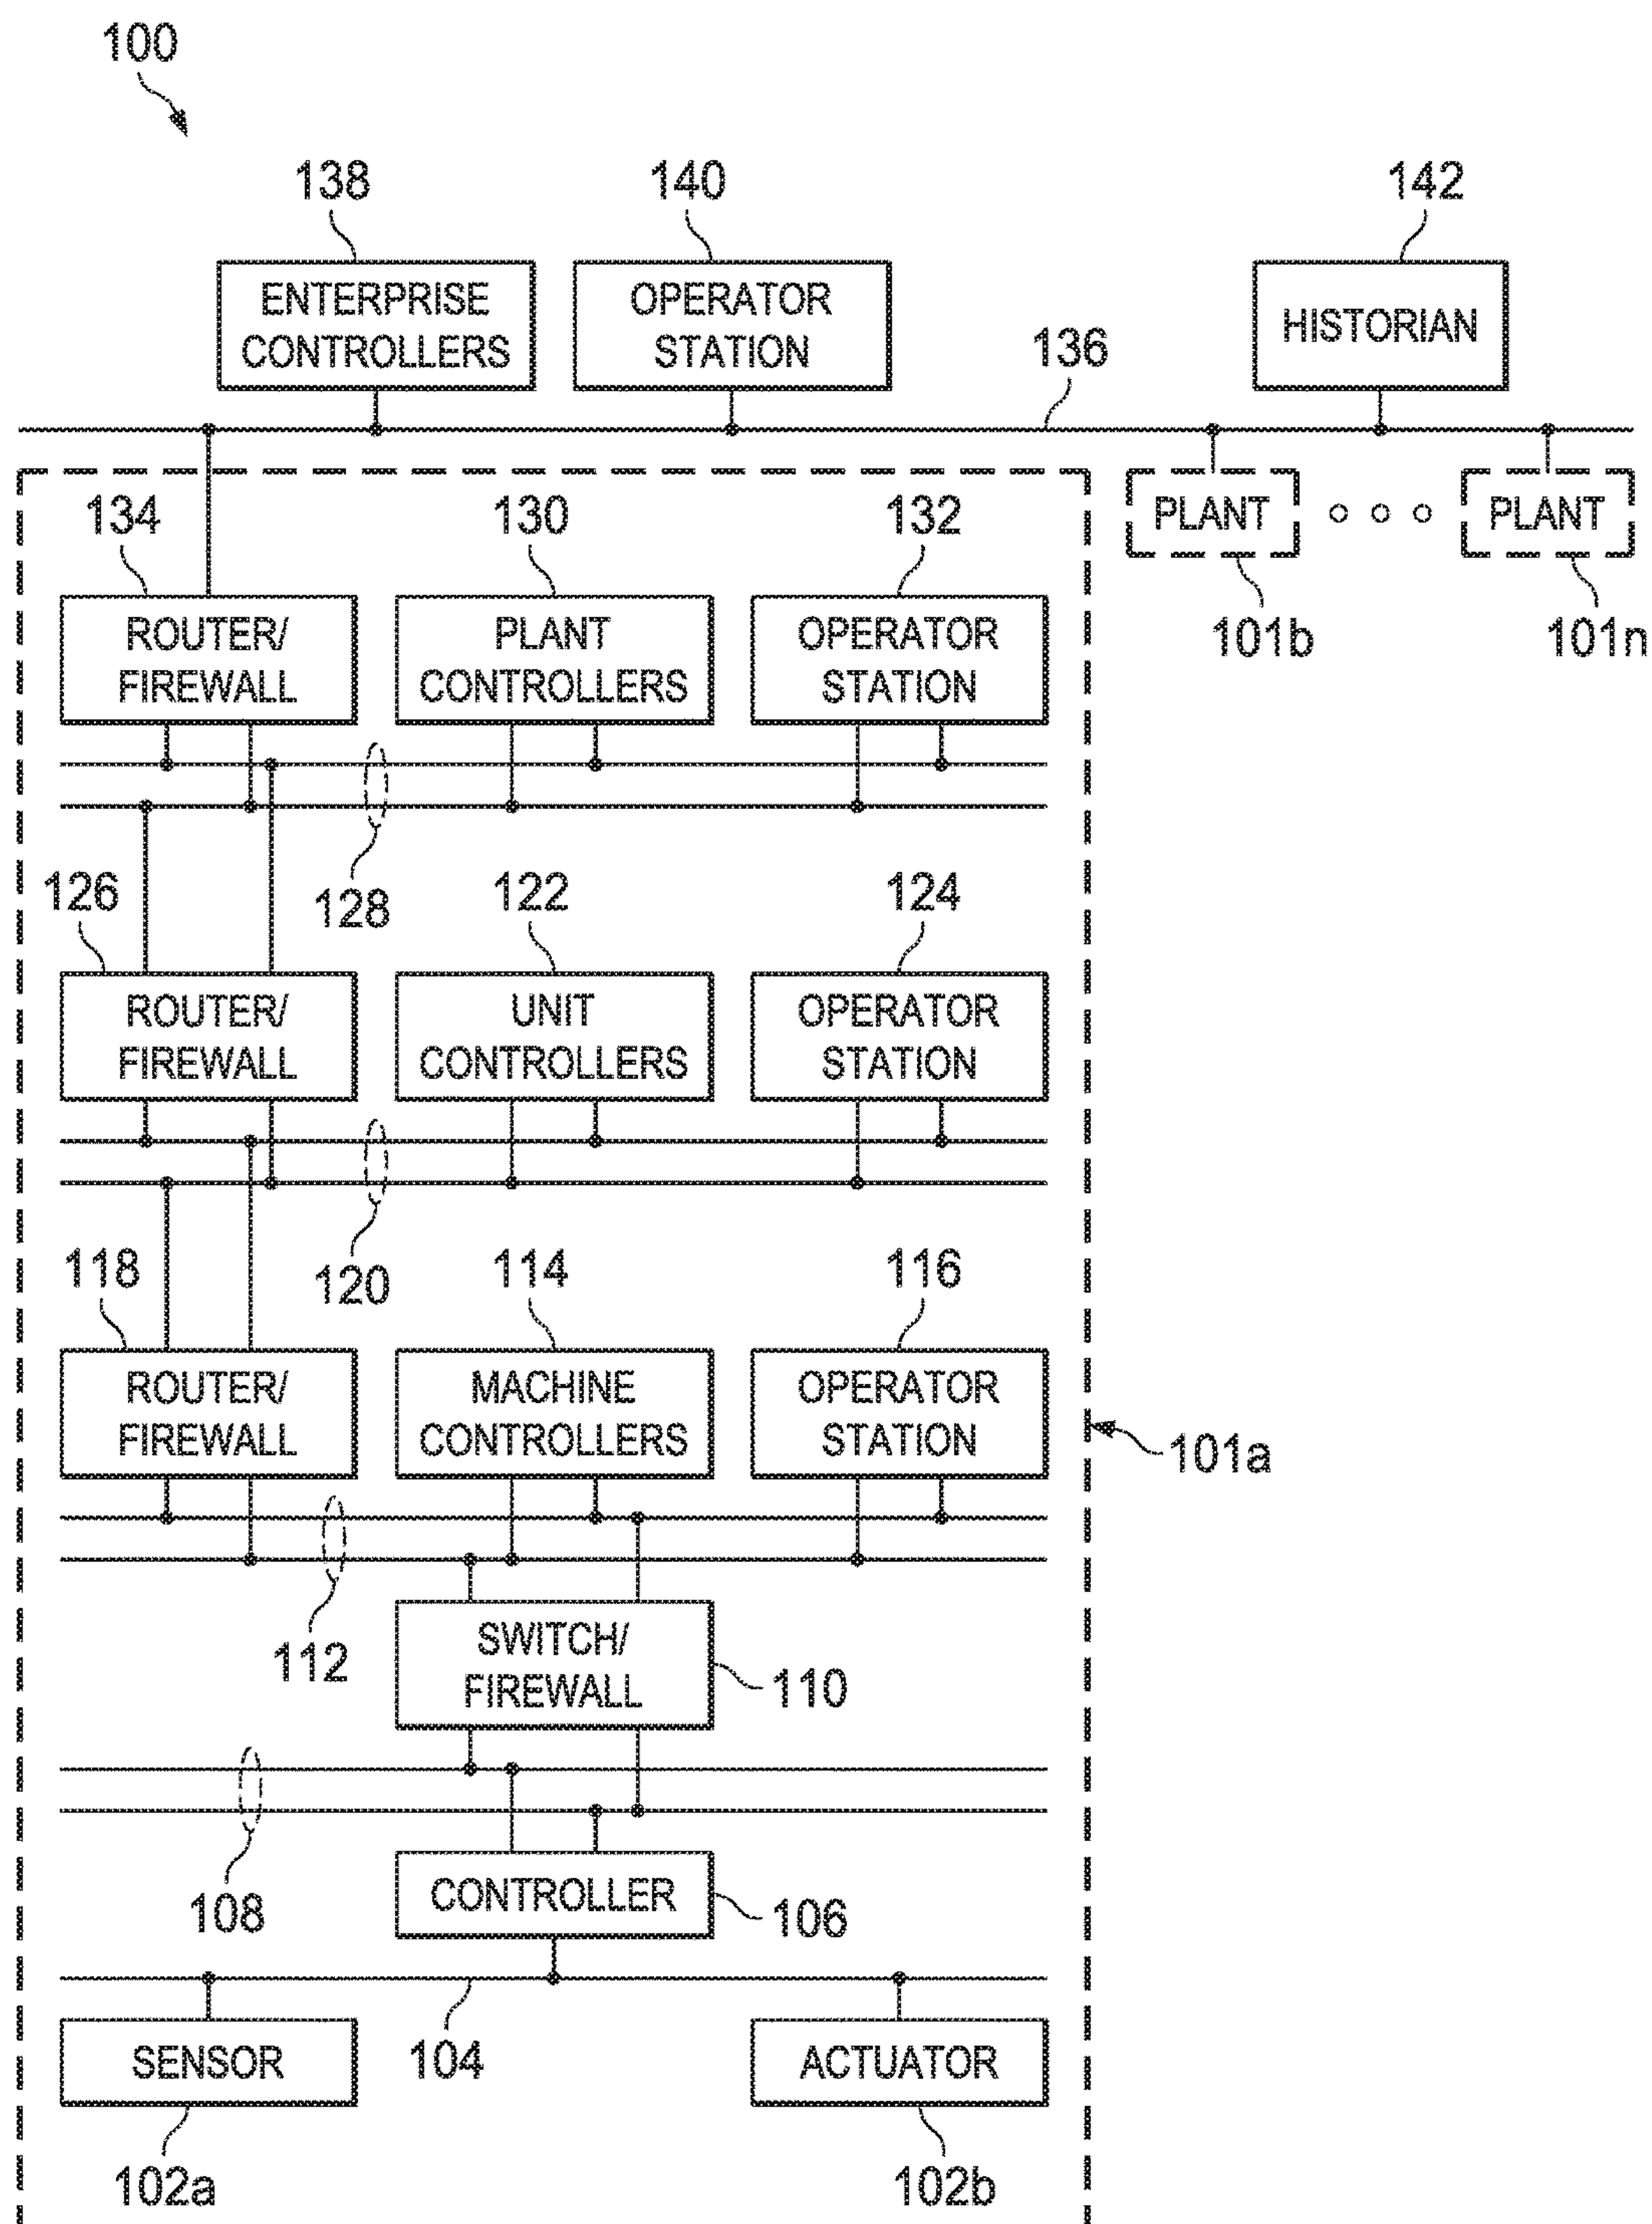 100
138
140
142
ENTERPRISE
CONTROLLERS
OPERATOR
STATION
HISTORIAN
136
134
130
132
PLANT
PLANT
101b
101n
ROUTER/
FIREWALL
PLANT
CONTROLLERS
OPERATOR
STATION
128
126
122
124
ROUTER/
FIREWALL
UNIT
CONTROLLERS
OPERATOR
STATION
120
118
114
116
ROUTER/
FIREWALL
MACHINE
CONTROLLERS
OPERATOR
STATION
101a
112
SWITCH/
FIREWALL
110
108
CONTROLLER
106
104
SENSOR
ACTUATOR
102a
102b